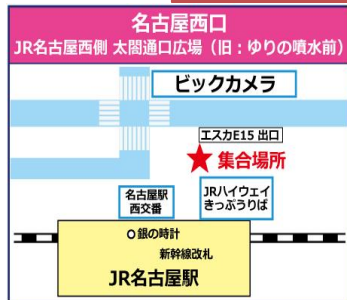 名古屋西口
JR名古屋西側 太閤通口広場（旧：ゆりの噴水前）
ビックカメラ
エスカE15 出口
★集合場所
名古屋駅
西交番
JRハイウェイ
きっぷうりば
銀の時計
新幹線改札
JR名古屋駅